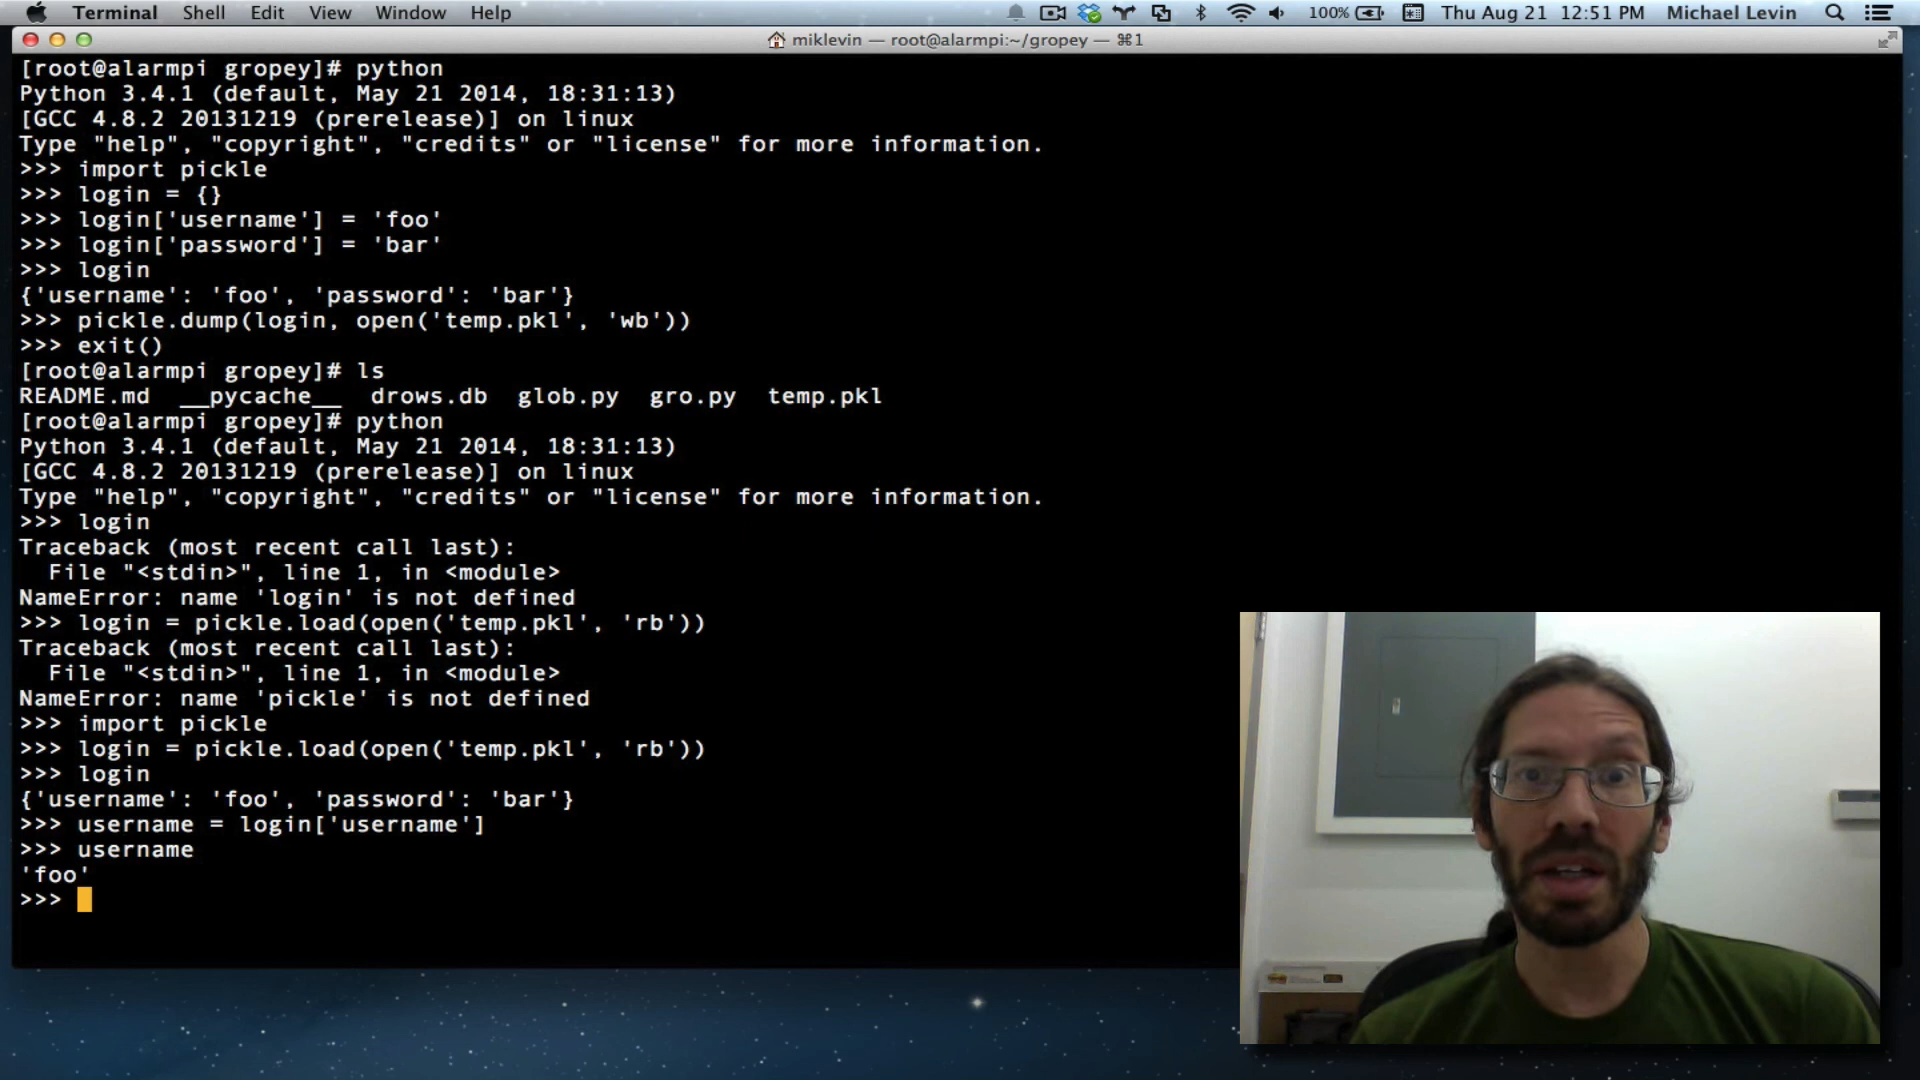 Terminal Shell Edit View Window Help 100% Thu Aug 21 12:51 PM Michael Levin
miklevin — root@alarmpi:~/gropey — ⌘1
[root@alarmpi gropey]# python
Python 3.4.1 (default, May 21 2014, 18:31:13)
[GCC 4.8.2 20131219 (prerelease)] on linux
Type "help", "copyright", "credits" or "license" for more information.
>>> import pickle
>>> login = {}
>>> login['username'] = 'foo'
>>> login['password'] = 'bar'
>>> login
{'username': 'foo', 'password': 'bar'}
>>> pickle.dump(login, open('temp.pkl', 'wb'))
>>> exit()
[root@alarmpi gropey]# ls
README.md  __pycache__  drows.db  glob.py  gro.py  temp.pkl
[root@alarmpi gropey]# python
Python 3.4.1 (default, May 21 2014, 18:31:13)
[GCC 4.8.2 20131219 (prerelease)] on linux
Type "help", "copyright", "credits" or "license" for more information.
>>> login
Traceback (most recent call last):
  File "<stdin>", line 1, in <module>
NameError: name 'login' is not defined
>>> login = pickle.load(open('temp.pkl', 'rb'))
Traceback (most recent call last):
  File "<stdin>", line 1, in <module>
NameError: name 'pickle' is not defined
>>> import pickle
>>> login = pickle.load(open('temp.pkl', 'rb'))
>>> login
{'username': 'foo', 'password': 'bar'}
>>> username = login['username']
>>> username
'foo'
>>>